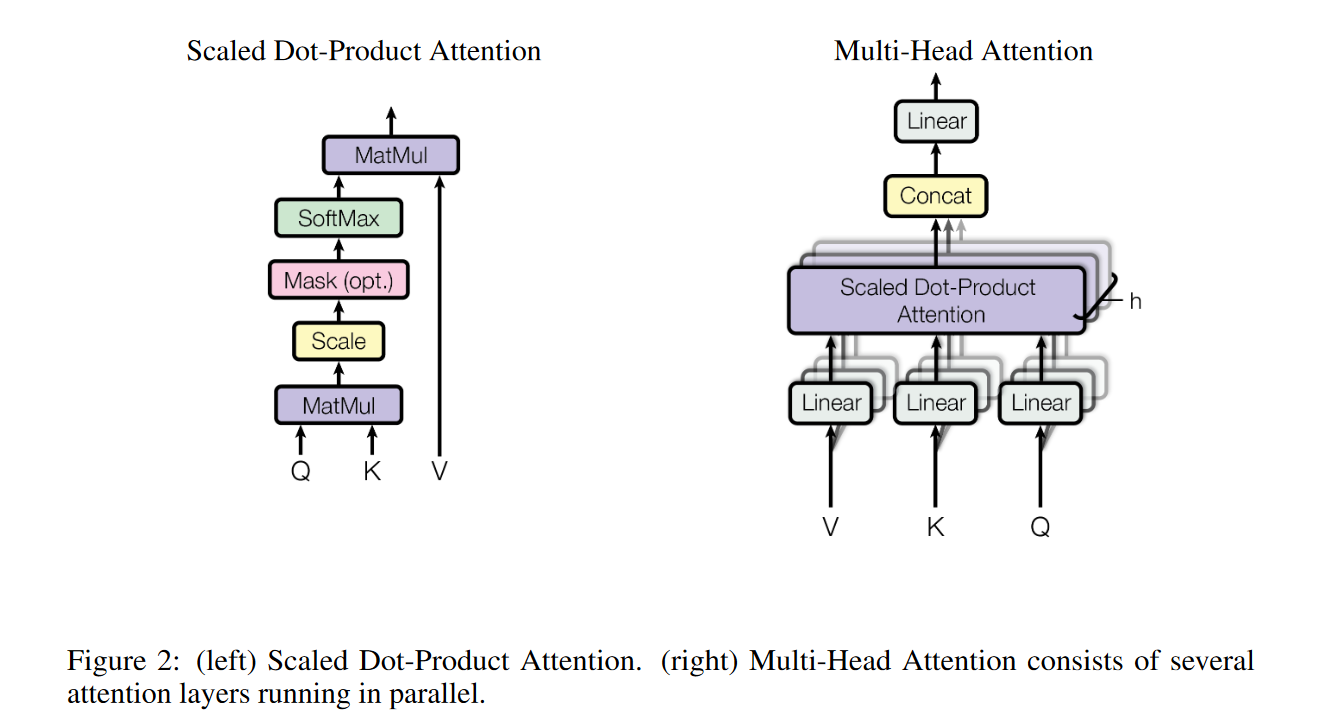 Scaled Dot-Product Attention
MatMul
SoftMax
Mask (opt.)
Scale
MatMul
Q K V
Multi-Head Attention
Linear
Concat
Scaled Dot-Product
Attention
h
Linear Linear Linear
V K Q
Figure 2: (left) Scaled Dot-Product Attention. (right) Multi-Head Attention consists of several
attention layers running in parallel.